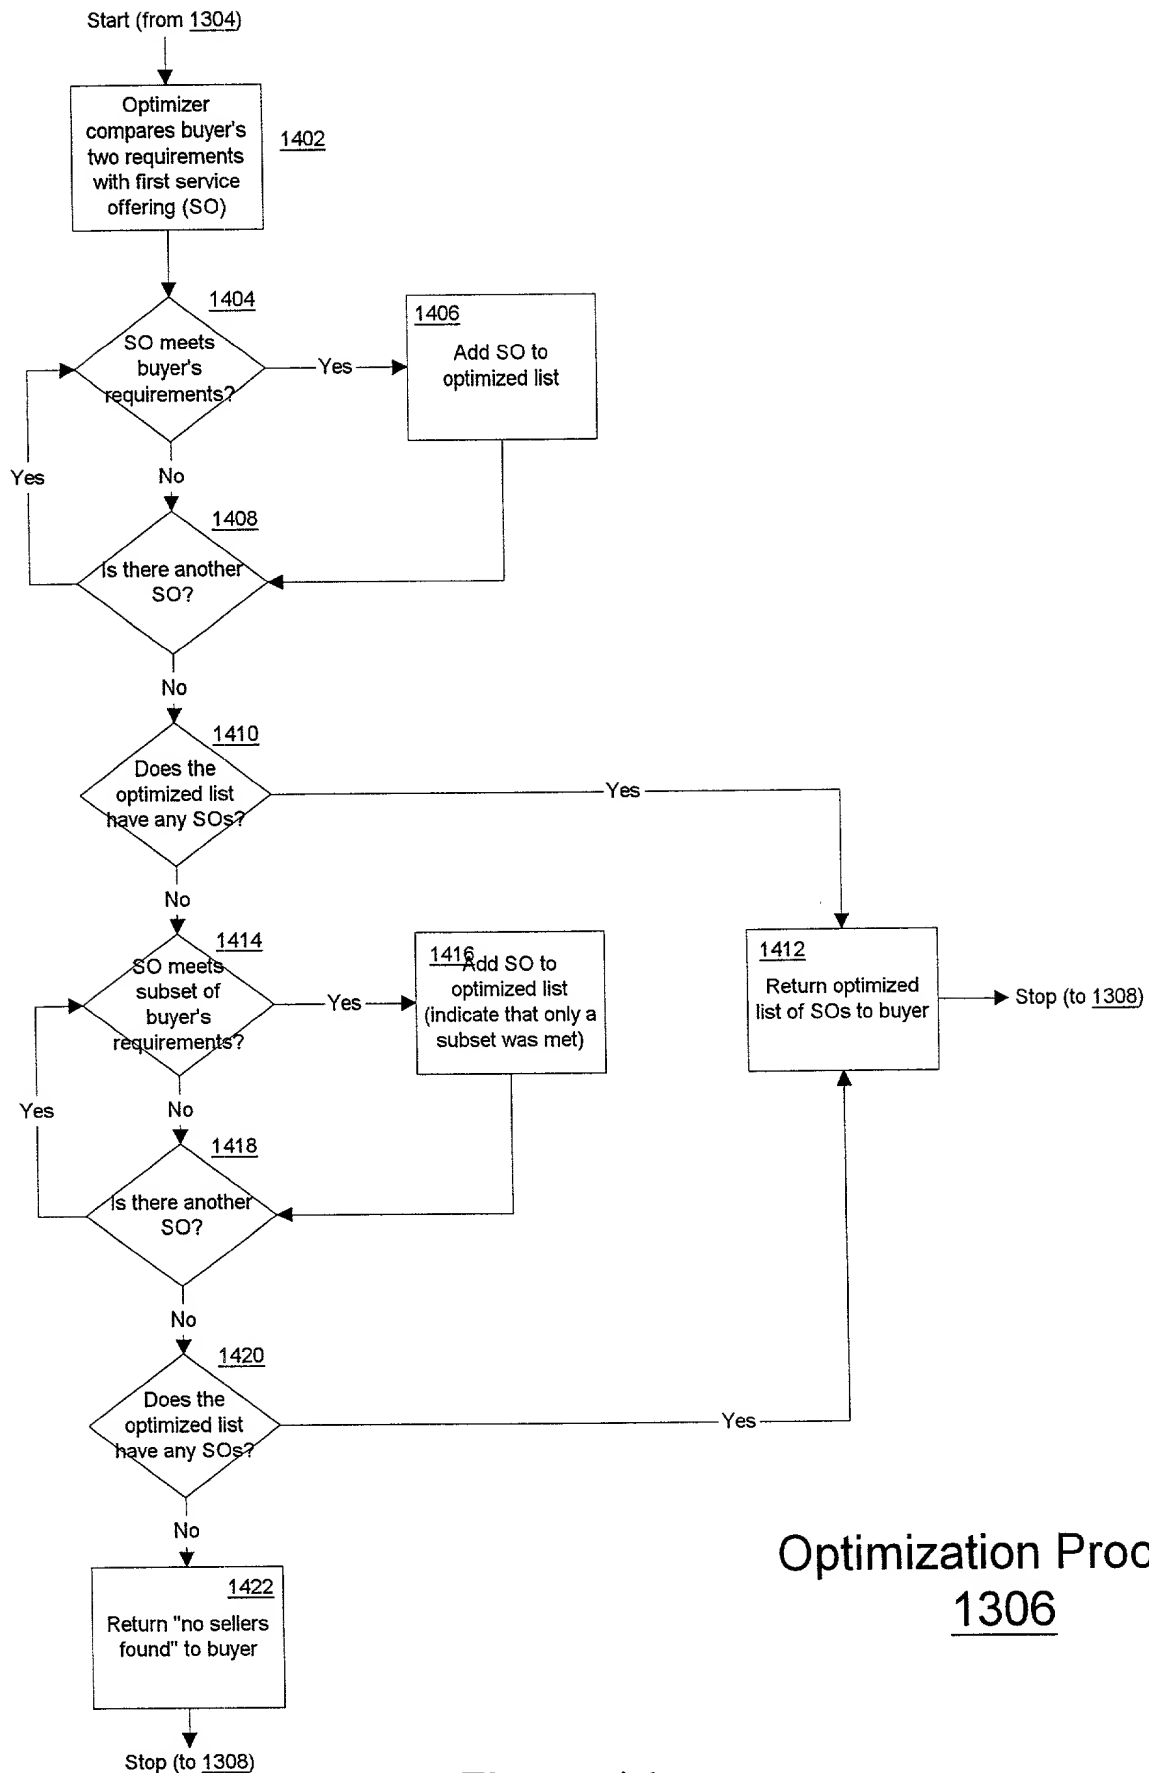 Start (from 1304)
Optimizer
compares buyer's
two requirements
with first service
offering (SO)
1402
1404
SO meets
buyer's
requirements?
Yes
1406
Add SO to
optimized list
Yes
No
1408
Is there another
SO?
No
1410
Does the
optimized list
have any SOs?
Yes
No
1414
SO meets
subset of
buyer's
requirements?
Yes
1416
Add SO to
optimized list
(indicate that only a
subset was met)
1412
Return optimized
list of SOs to buyer
Stop (to 1308)
Yes
No
1418
Is there another
SO?
No
1420
Does the
optimized list
have any SOs?
Yes
No
1422
Return "no sellers
found" to buyer
Stop (to 1308)
Optimization Proc
1306